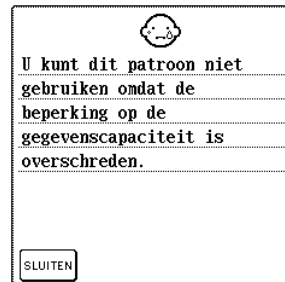 U kunt dit patroon niet
gebruiken omdat de
beperking op de
gegevenscapaciteit is
overschreden.
SLUITEN